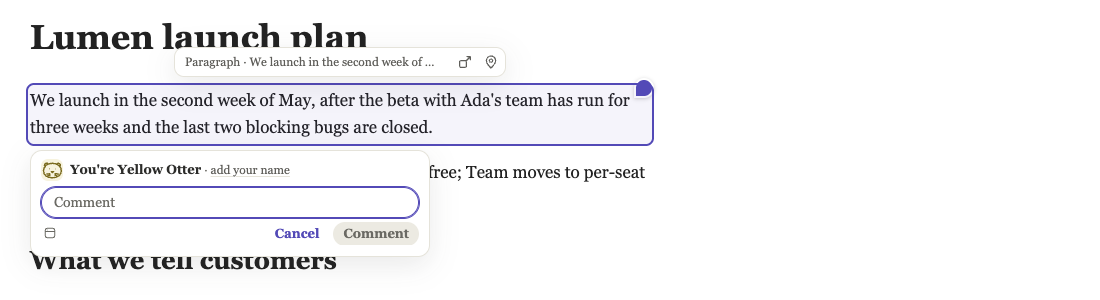 Lumen launch plan
Paragraph · We launch in the second week of ...
We launch in the second week of May, after the beta with Ada's team has run for
three weeks and the last two blocking bugs are closed.
You're Yellow Otter · add your name
free; Team moves to per-seat
Comment
Cancel Comment
What we tell customers